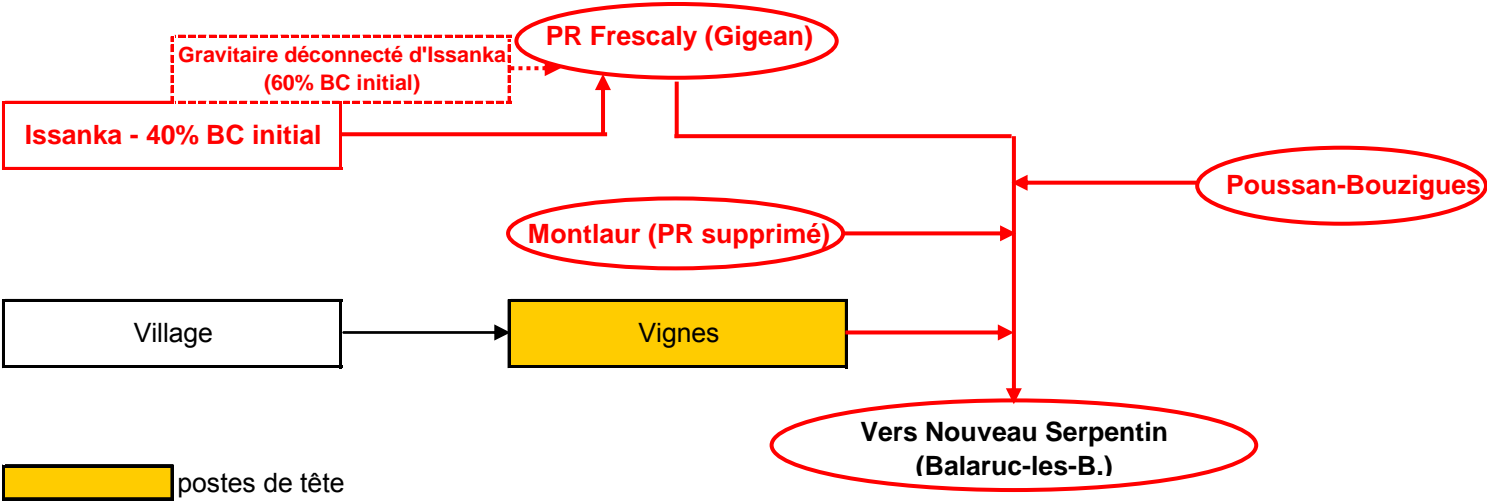 PR Frescaly (Gigean)
Gravitaire déconnecté d'Issanka
(60% BC initial)
Issanka - 40% BC initial
Poussan-Bouzigues
Montlaur (PR supprimé)
Village
Vignes
Vers Nouveau Serpentin
(Balaruc-les-B.)
postes de tête